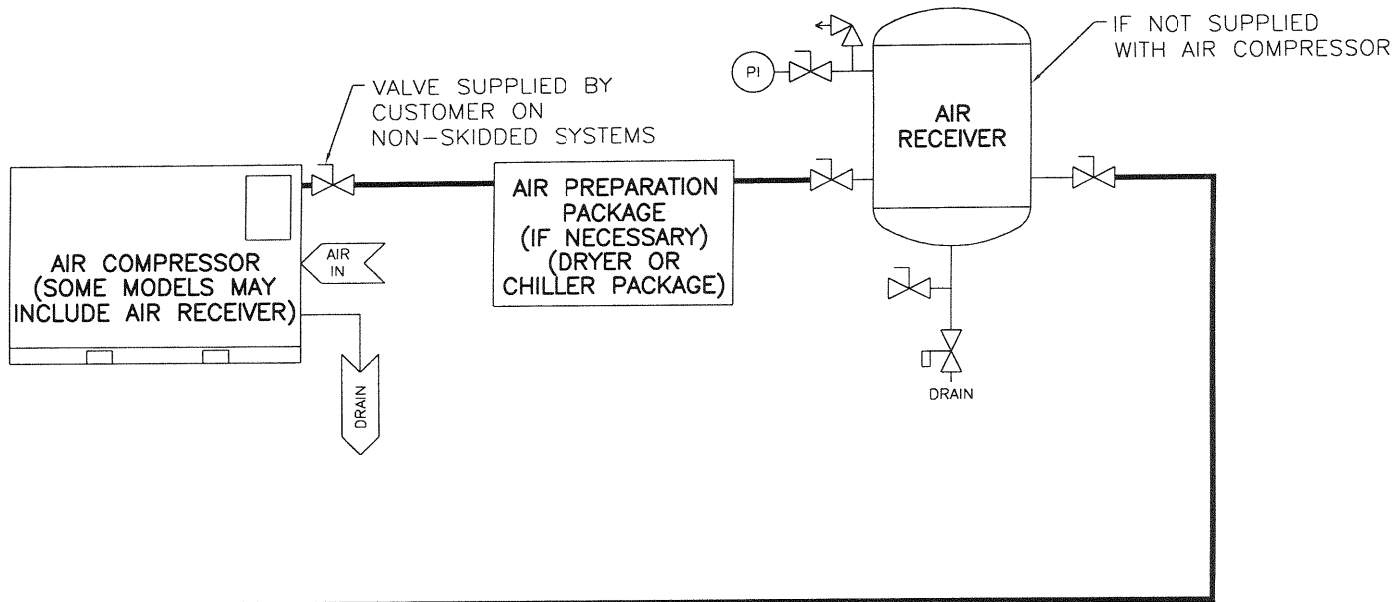 IF NOT SUPPLIED
WITH AIR COMPRESSOR
PI
VALVE SUPPLIED BY
CUSTOMER ON
NON-SKIDDED SYSTEMS
AIR
RECEIVER
AIR PREPARATION
PACKAGE
(IF NECESSARY)
(DRYER OR
CHILLER PACKAGE)
AIR COMPRESSOR
(SOME MODELS MAY
INCLUDE AIR RECEIVER)
AIR
IN
DRAIN
DRAIN